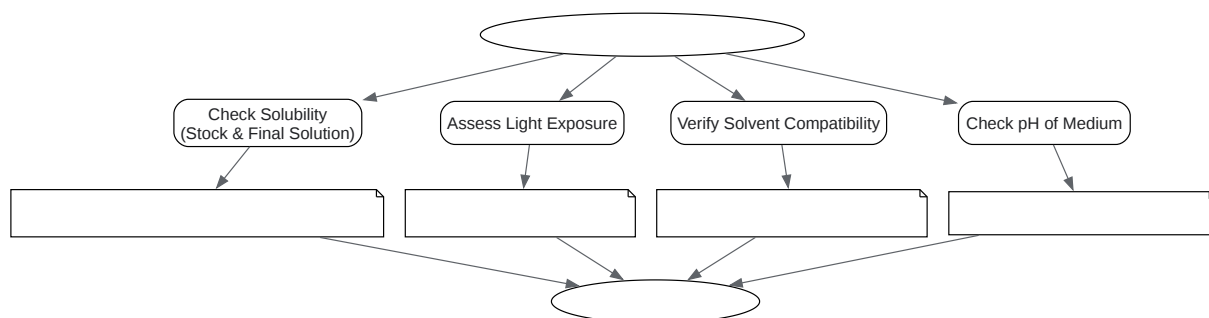 Check Solubility
(Stock & Final Solution)
Assess Light Exposure
Verify Solvent Compatibility
Check pH of Medium